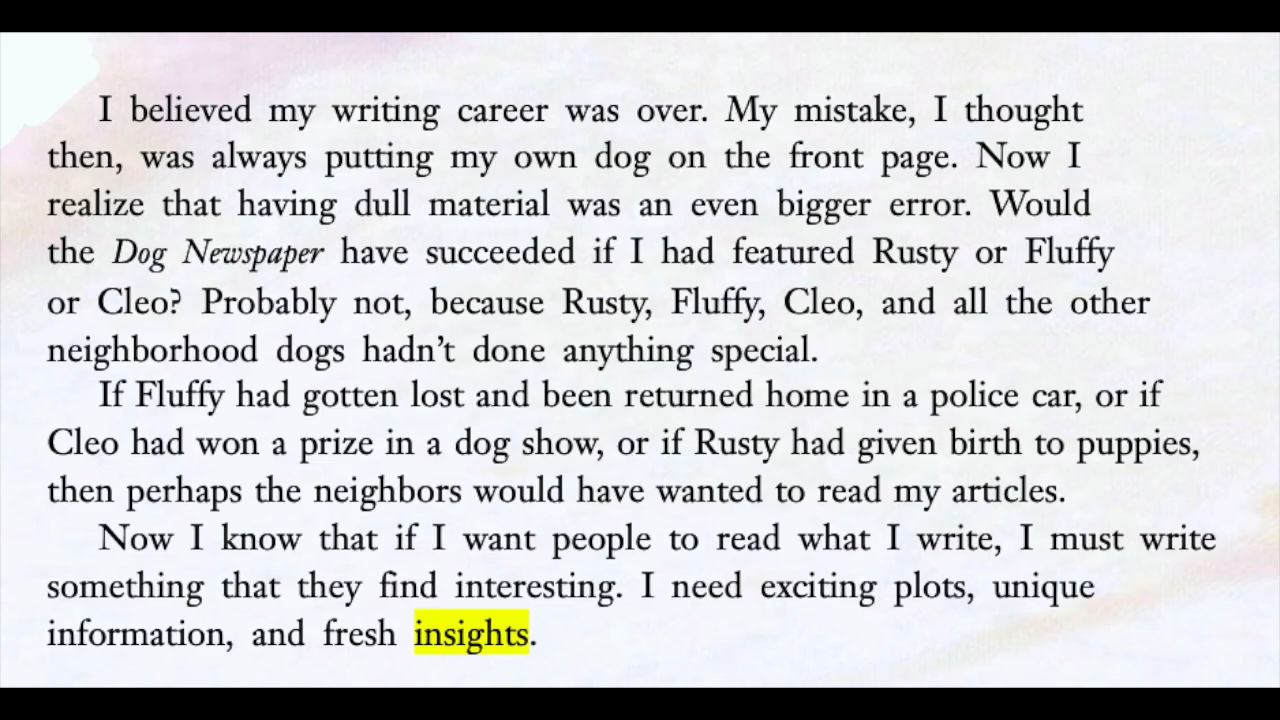 I believed my writing career was over. My mistake, I thought
then, was always putting my own dog on the front page. Now I
realize that having dull material was an even bigger error. Would
the Dog Newspaper have succeeded if I had featured Rusty or Fluffy
or Cleo? Probably not, because Rusty, Fluffy, Cleo, and all the other
neighborhood dogs hadn’t done anything special.
If Fluffy had gotten lost and been returned home in a police car, or if
Cleo had won a prize in a dog show, or if Rusty had given birth to puppies,
then perhaps the neighbors would have wanted to read my articles.
Now I know that if I want people to read what I write, I must write
something that they find interesting. I need exciting plots, unique
information, and fresh insights.